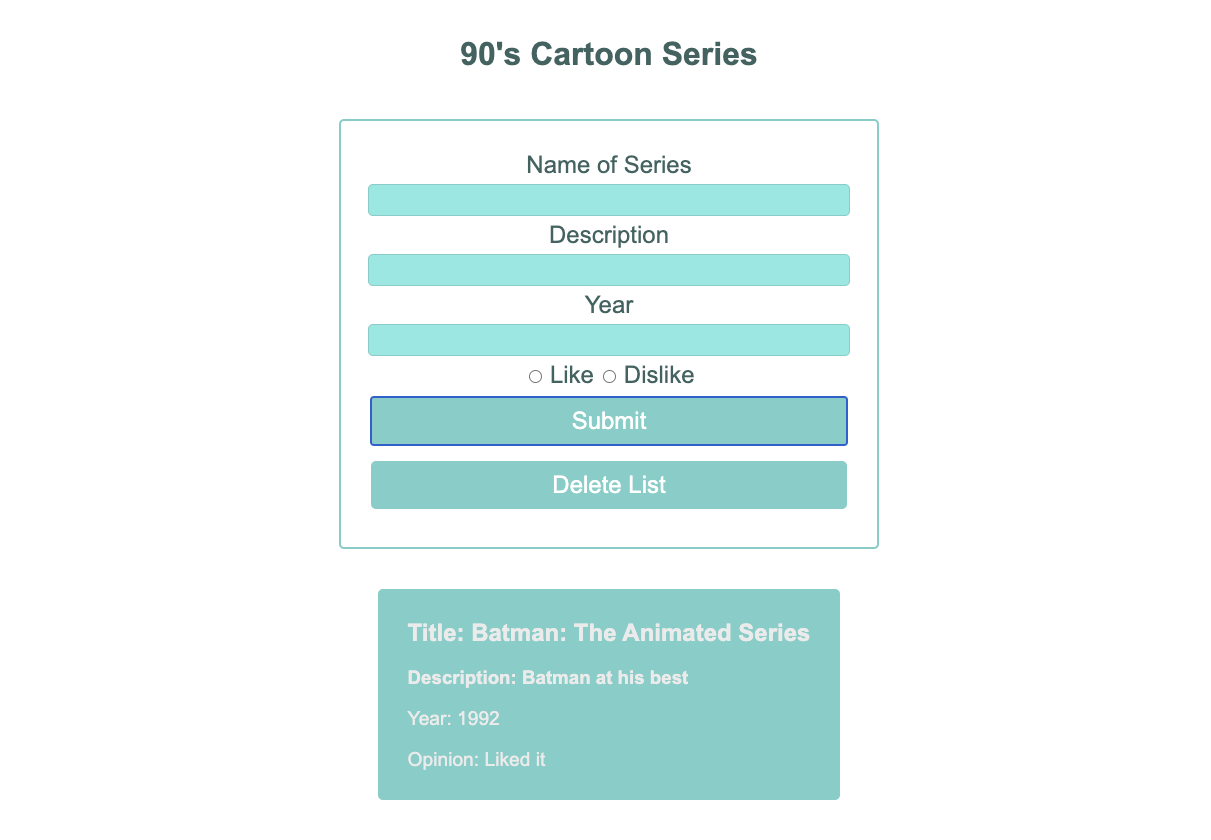 90's Cartoon Series
Name of Series
Description
Year
Like Dislike
Submit
Delete List
Title: Batman: The Animated Series
Description: Batman at his best
Year: 1992
Opinion: Liked it